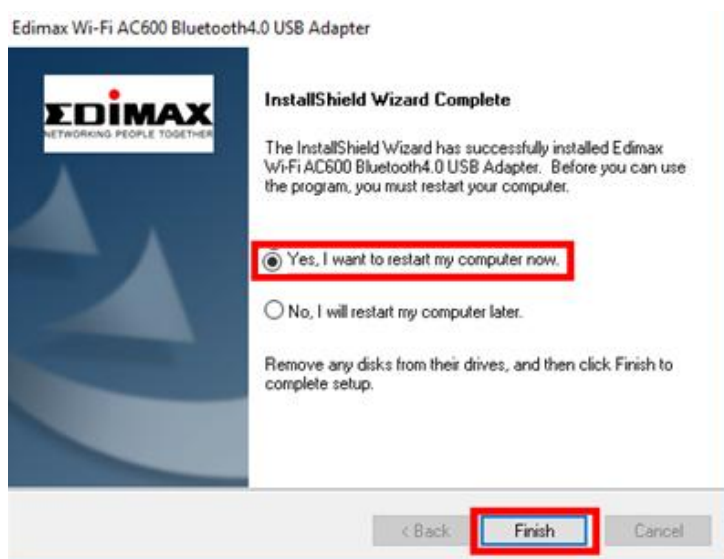 Edimax Wi-Fi AC600 Bluetooth4.0 USB Adapter
EDIMAX
NETWORKING PEOPLE TOGETHER
InstallShield Wizard Complete
The InstallShield Wizard has successfully installed Edimax
Wi-Fi AC600 Bluetooth4.0 USB Adapter. Before you can use
the program, you must restart your computer.
Yes, I want to restart my computer now.
No, I will restart my computer later.
Remove any disks from their drives, and then click Finish to
complete setup.
< Back Finish Cancel